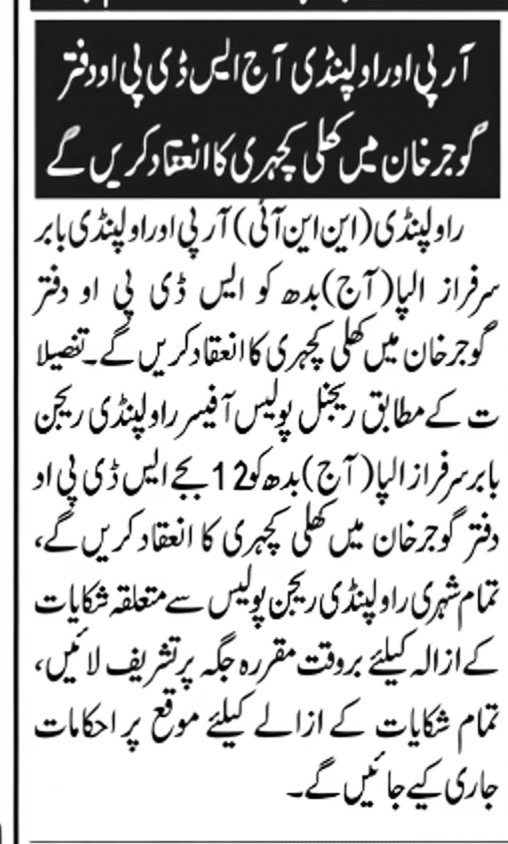 آر پی او راولپنڈی آج ایس ڈی پی او دفتر
گوجر خان میں کھلی کچہری کا انعقاد کریں گے
راولپنڈی (این این آئی) آر پی او راولپنڈی بابر
سرفراز الپا (آج) بدھ کو ایس ڈی پی او دفتر
گوجر خان میں کھلی کچہری کا انعقاد کریں گے۔ تفصیلا
ت کے مطابق ریجنل پولیس آفیسر راولپنڈی ریجن
بابر سرفراز الپا (آج) بدھ کو 12 بجے ایس ڈی پی او
دفتر گوجر خان میں کھلی کچہری کا انعقاد کریں گے،
تمام شہری راولپنڈی ریجن پولیس سے متعلقہ شکایات
کے ازالہ کیلئے بروقت مقررہ جگہ پر تشریف لائیں،
تمام شکایات کے ازالے کیلئے موقع پر احکامات
جاری کیے جائیں گے۔